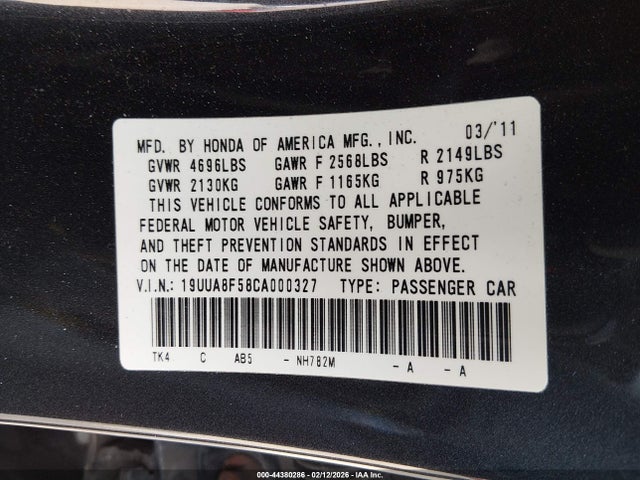 MFD. BY HONDA OF AMERICA MFG., INC. 03/'11
GVWR 4696LBS GAWR F 2568LBS R 2149LBS
GVWR 2130KG GAWR F 1165KG R 975KG
THIS VEHICLE CONFORMS TO ALL APPLICABLE
FEDERAL MOTOR VEHICLE SAFETY, BUMPER,
AND THEFT PREVENTION STANDARDS IN EFFECT
ON THE DATE OF MANUFACTURE SHOWN ABOVE.
V.I.N.: 19UUA8F58CA000327 TYPE: PASSENGER CAR
TK4 C AB5 - NH782M - A - A
000-44380286 - 02/12/2026 - IAA Inc.